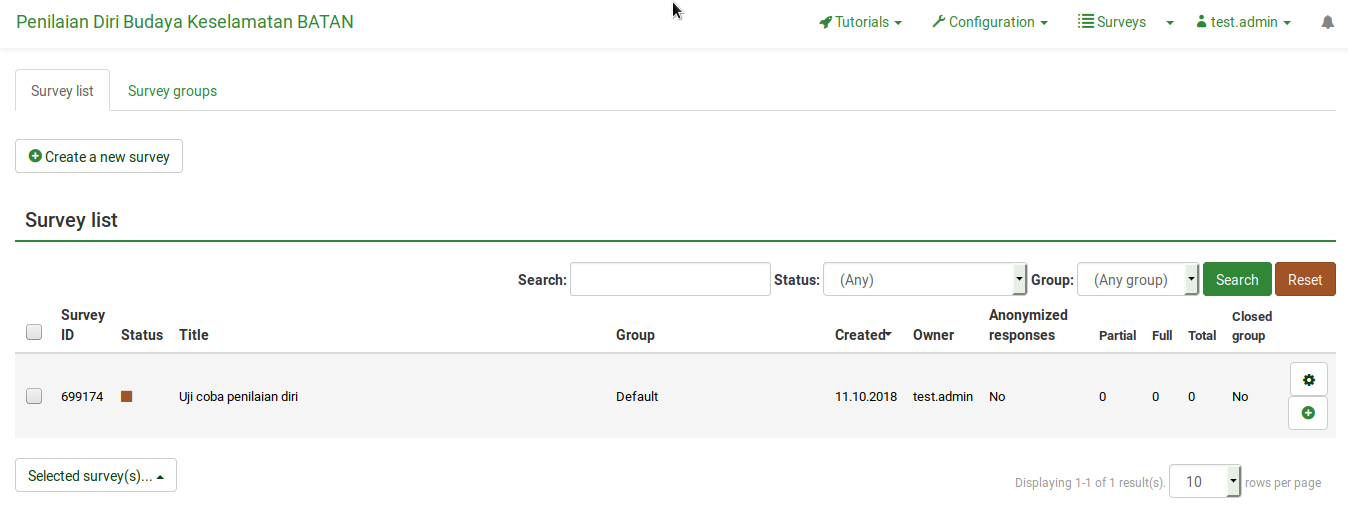 Penilaian Diri Budaya Keselamatan BATAN Tutorials Configuration Surveys test.admin
Survey list Survey groups
Create a new survey
Survey list
Search: Status: (Any) Group: (Any group) Search Reset
Survey ID Status Title Group Created Owner Anonymized responses Partial Full Total Closed group
699174 Uji coba penilaian diri Default 11.10.2018 test.admin No 0 0 0 No
Selected survey(s)... Displaying 1-1 of 1 result(s). 10 rows per page